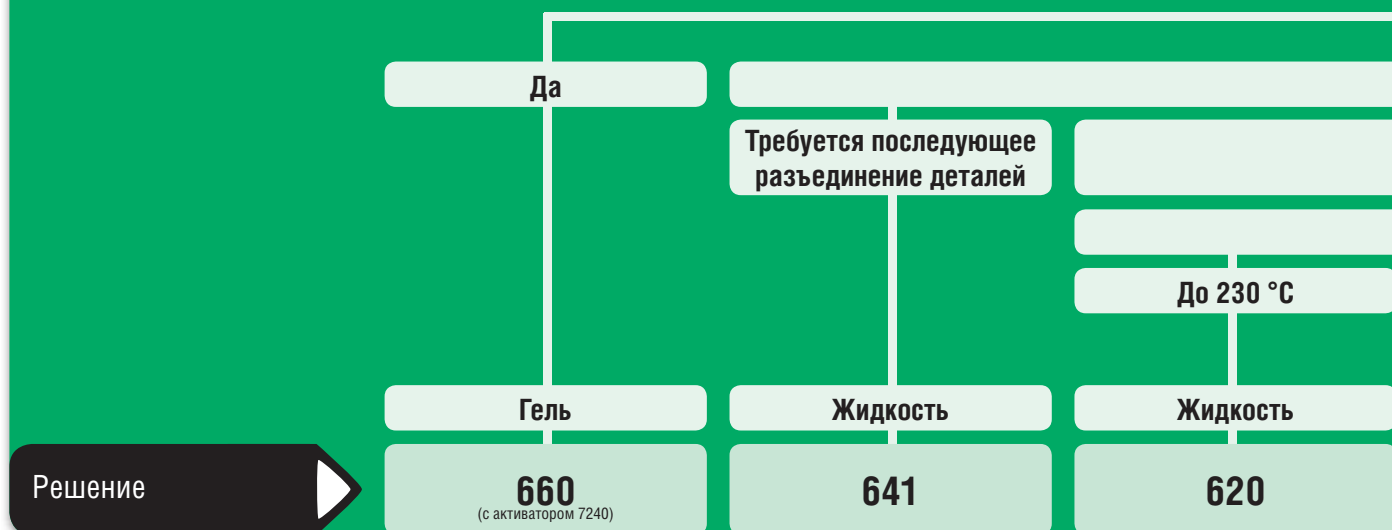 Да
Требуется последующее
разъединение деталей
До 230 °C
Гель
Жидкость
Жидкость
Решение
660
(с активатором 7240)
641
620